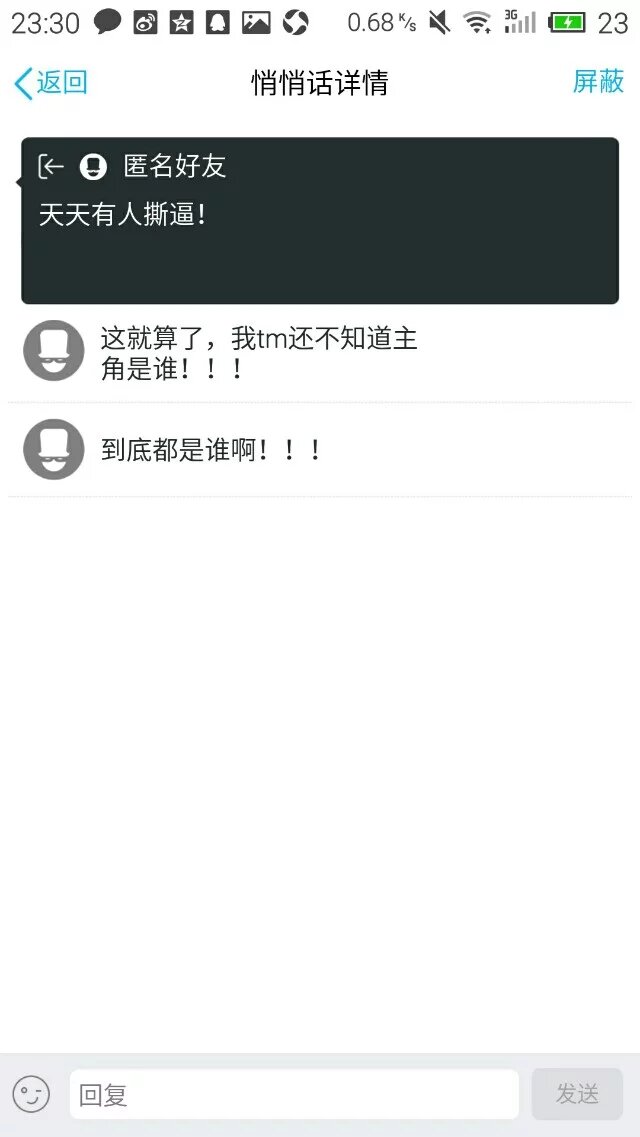 23:30 0.68 K/s 3G 23
返回 悄悄话详情 屏蔽
匿名好友
天天有人撕逼！
这就算了，我tm还不知道主
角是谁！！！
到底都是谁啊！！！
回复 发送